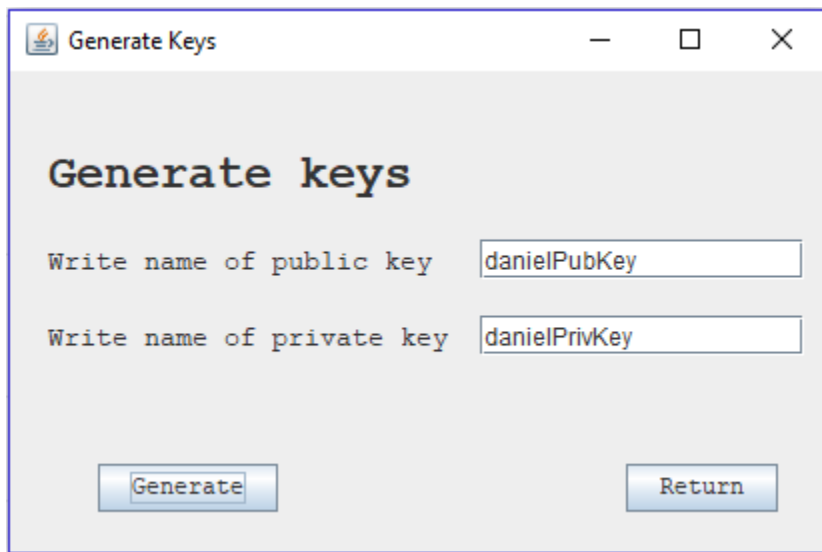 Generate Keys
Generate keys
Write name of public key danielPubKey
Write name of private key danielPrivKey
Generate Return